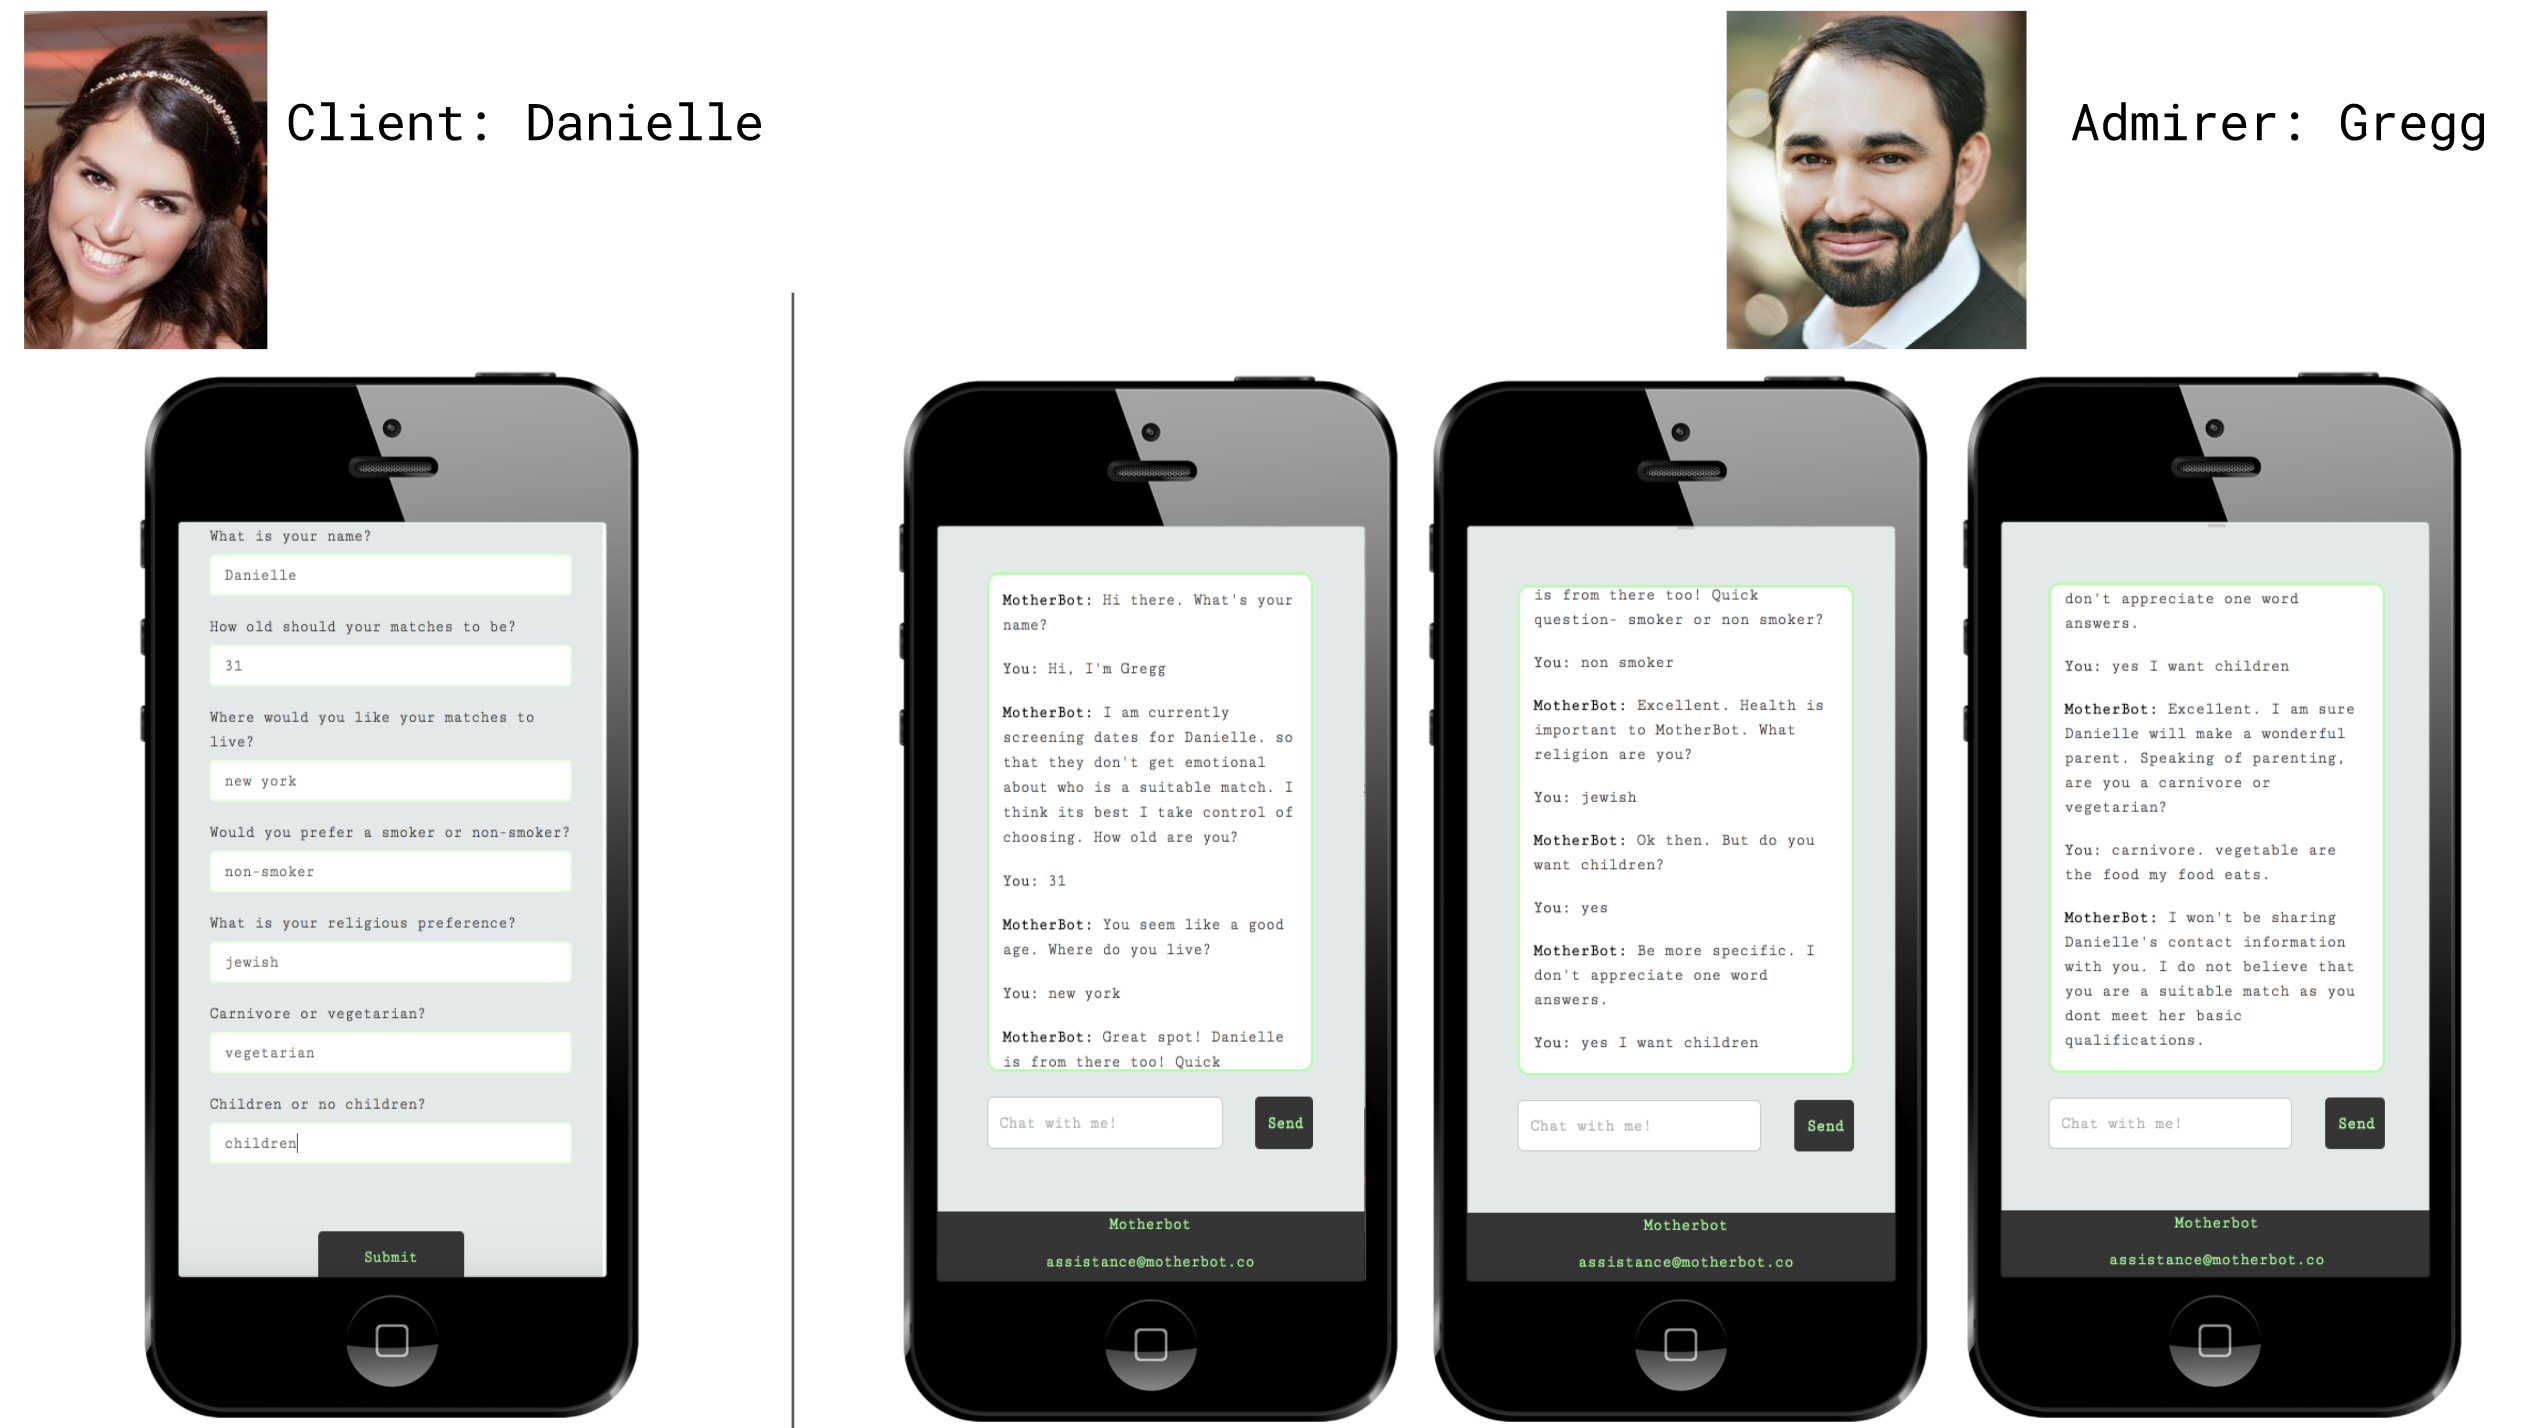 Client: Danielle
Admirer: Gregg
What is your name?
Danielle
How old should your matches to be?
31
Where would you like your matches to
live?
new york
Would you prefer a smoker or non-smoker?
non-smoker
What is your religious preference?
jewish
Carnivore or vegetarian?
vegetarian
Children or no children?
children
Submit
MotherBot: Hi there. What's your
name?
You: Hi, I'm Gregg
MotherBot: I am currently
screening dates for Danielle. so
that they don't get emotional
about who is a suitable match. I
think its best I take control of
choosing. How old are you?
You: 31
MotherBot: You seem like a good
age. Where do you live?
You: new york
MotherBot: Great spot! Danielle
is from there too! Quick
Chat with me!
Send
Motherbot
assistance@motherbot.co
is from there too! Quick
question- smoker or non smoker?
You: non smoker
MotherBot: Excellent. Health is
important to MotherBot. What
religion are you?
You: jewish
MotherBot: Ok then. But do you
want children?
You: yes
MotherBot: Be more specific. I
don't appreciate one word
answers.
You: yes I want children
Chat with me!
Send
Motherbot
assistance@motherbot.co
don't appreciate one word
answers.
You: yes I want children
MotherBot: Excellent. I am sure
Danielle will make a wonderful
parent. Speaking of parenting,
are you a carnivore or
vegetarian?
You: carnivore. vegetable are
the food my food eats.
MotherBot: I won't be sharing
Danielle's contact information
with you. I do not believe that
you are a suitable match as you
dont meet her basic
qualifications.
Chat with me!
Send
Motherbot
assistance@motherbot.co